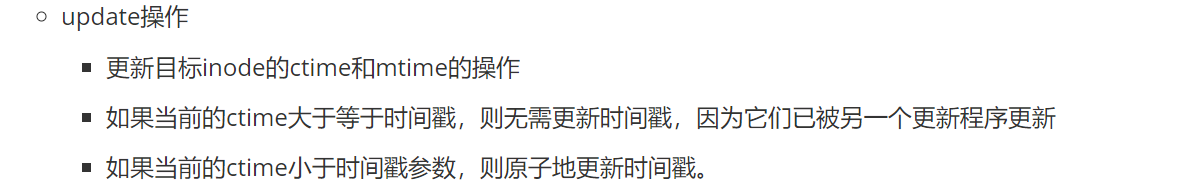 update操作
更新目标inode的ctime和mtime的操作
如果当前的ctime大于等于时间戳，则无需更新时间戳，因为它们已被另一个更新程序更新
如果当前的ctime小于时间戳参数，则原子地更新时间戳。